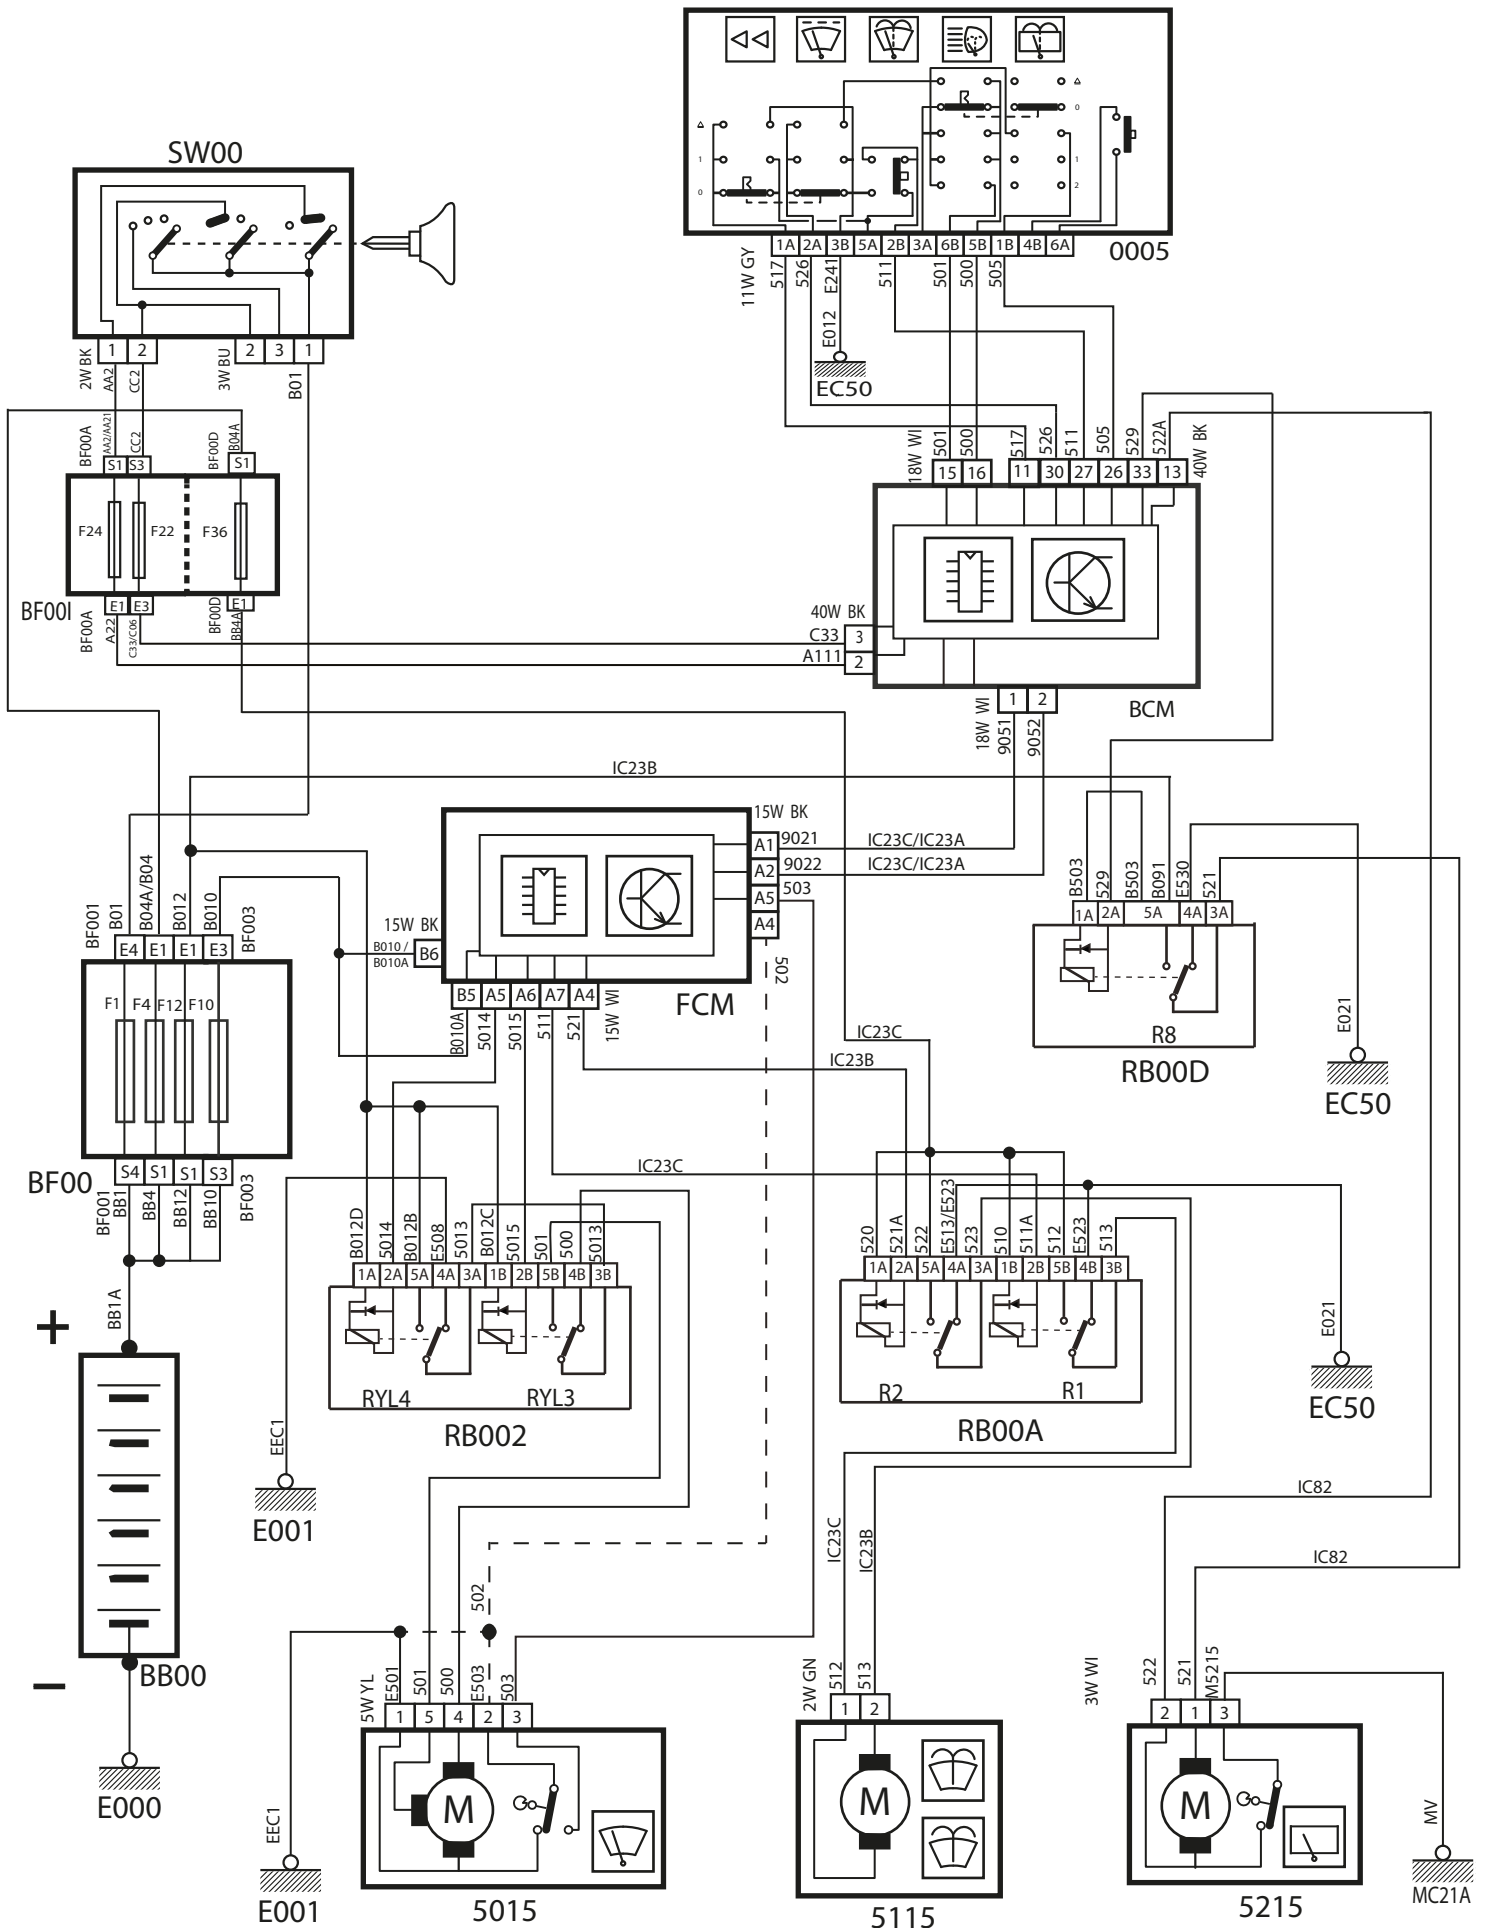 SW00
1 2 2 3 1
2W BK
AA2
CC2
3W BU
B01
△
1
0
△
0
1
2
1A 2A 3B 5A 2B 3A 6B 5B 1B 4B 6A
0005
11W GY
517
526
E241
511
501
500
505
E012
EC50
BF00A
AA2/AA21
CC2
BF00D
B04A
S1 S3 S1
F24
F22
F36
BF00I
E1 E3 E1
BF00A
A22
C33/C06
BF00D
BB4A
18W WI
501
500
517
526
511
505
529
522A
40W BK
15 16 11 30 27 26 33 13
40W BK
C33 3
A111 2
1 2
BCM
18W WI
9051
9052
IC23B
15W BK
A1 9021 IC23C/IC23A
A2 9022 IC23C/IC23A
A5 503
A4
502
15W BK
B010 /
B010A
B6
FCM
B5 A5 A6 A7 A4
B010A
5014
5015
511
521
15W WI
B503
529
B503
B091
E530
521
1A 2A 5A 4A 3A
R8
RB00D
E021
EC50
BF001
B01
B04A/B04
B012
B010
BF003
E4 E1 E1 E3
F1 F4 F12 F10
BF00
S4 S1 S1 S3
BF001
BB1
BB4
BB12
BB10
BF003
IC23C
IC23B
IC23C
+
BB1A
BB00
−
E000
B012D
5014
B012B
E508
5013
B012C
5015
501
500
5013
1A 2A 5A 4A 3A 1B 2B 5B 4B 3B
RYL4 RYL3
RB002
EEC1
E001
520
521A
522
E513/E523
523
510
511A
512
E523
513
1A 2A 5A 4A 3A 1B 2B 5B 4B 3B
R2 R1
RB00A
E021
EC50
IC82
IC82
IC23C
IC23B
502
5W YL
E501
501
500
E503
503
1 5 4 2 3
M
5015
EEC1
E001
2W GN
512
513
1 2
M
5115
3W WI
522
521
M5215
2 1 3
M
5215
MV
MC21A